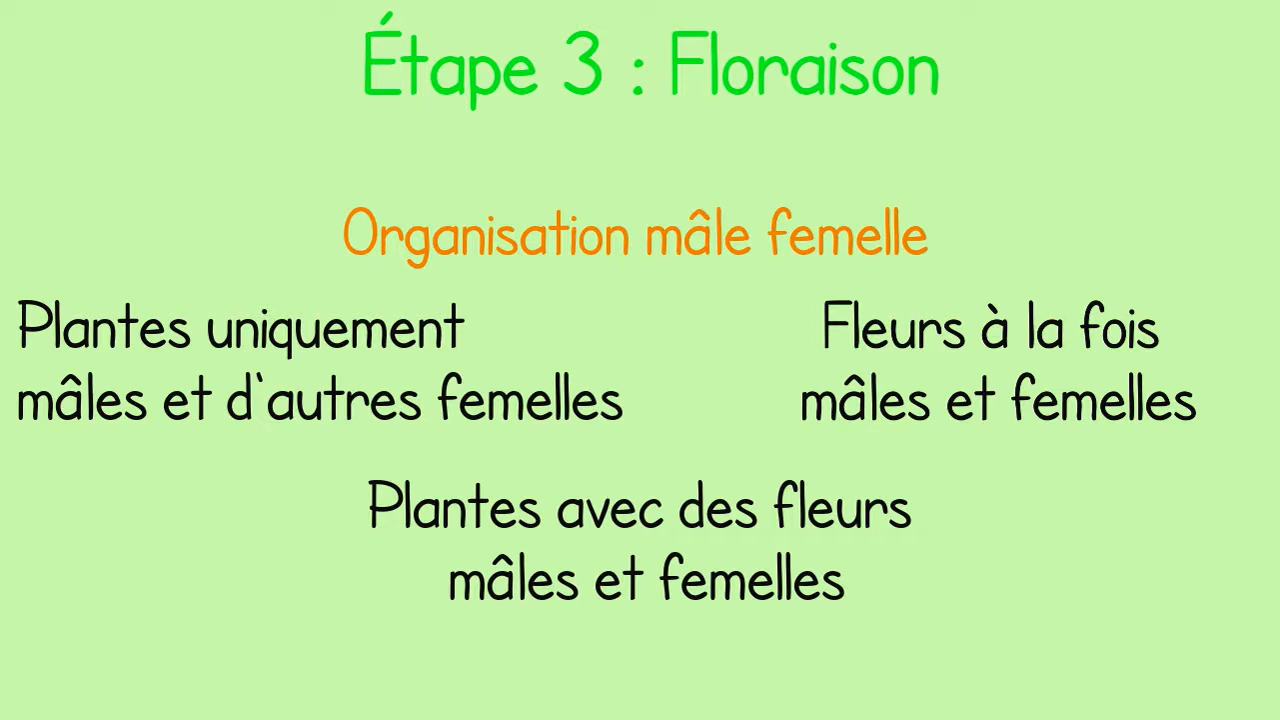 Étape 3 : Floraison
Organisation mâle femelle
Plantes uniquement
mâles et d'autres femelles
Fleurs à la fois
mâles et femelles
Plantes avec des fleurs
mâles et femelles